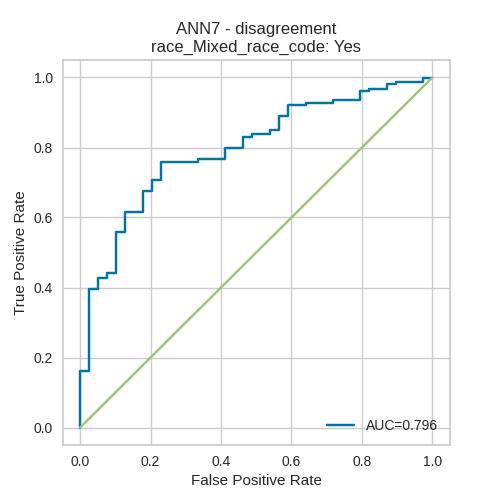 ANN7 - disagreement
race_Mixed_race_code: Yes
True Positive Rate
1.0
0.8
0.6
0.4
0.2
0.0
AUC=0.796
0.0 0.2 0.4 0.6 0.8 1.0
False Positive Rate